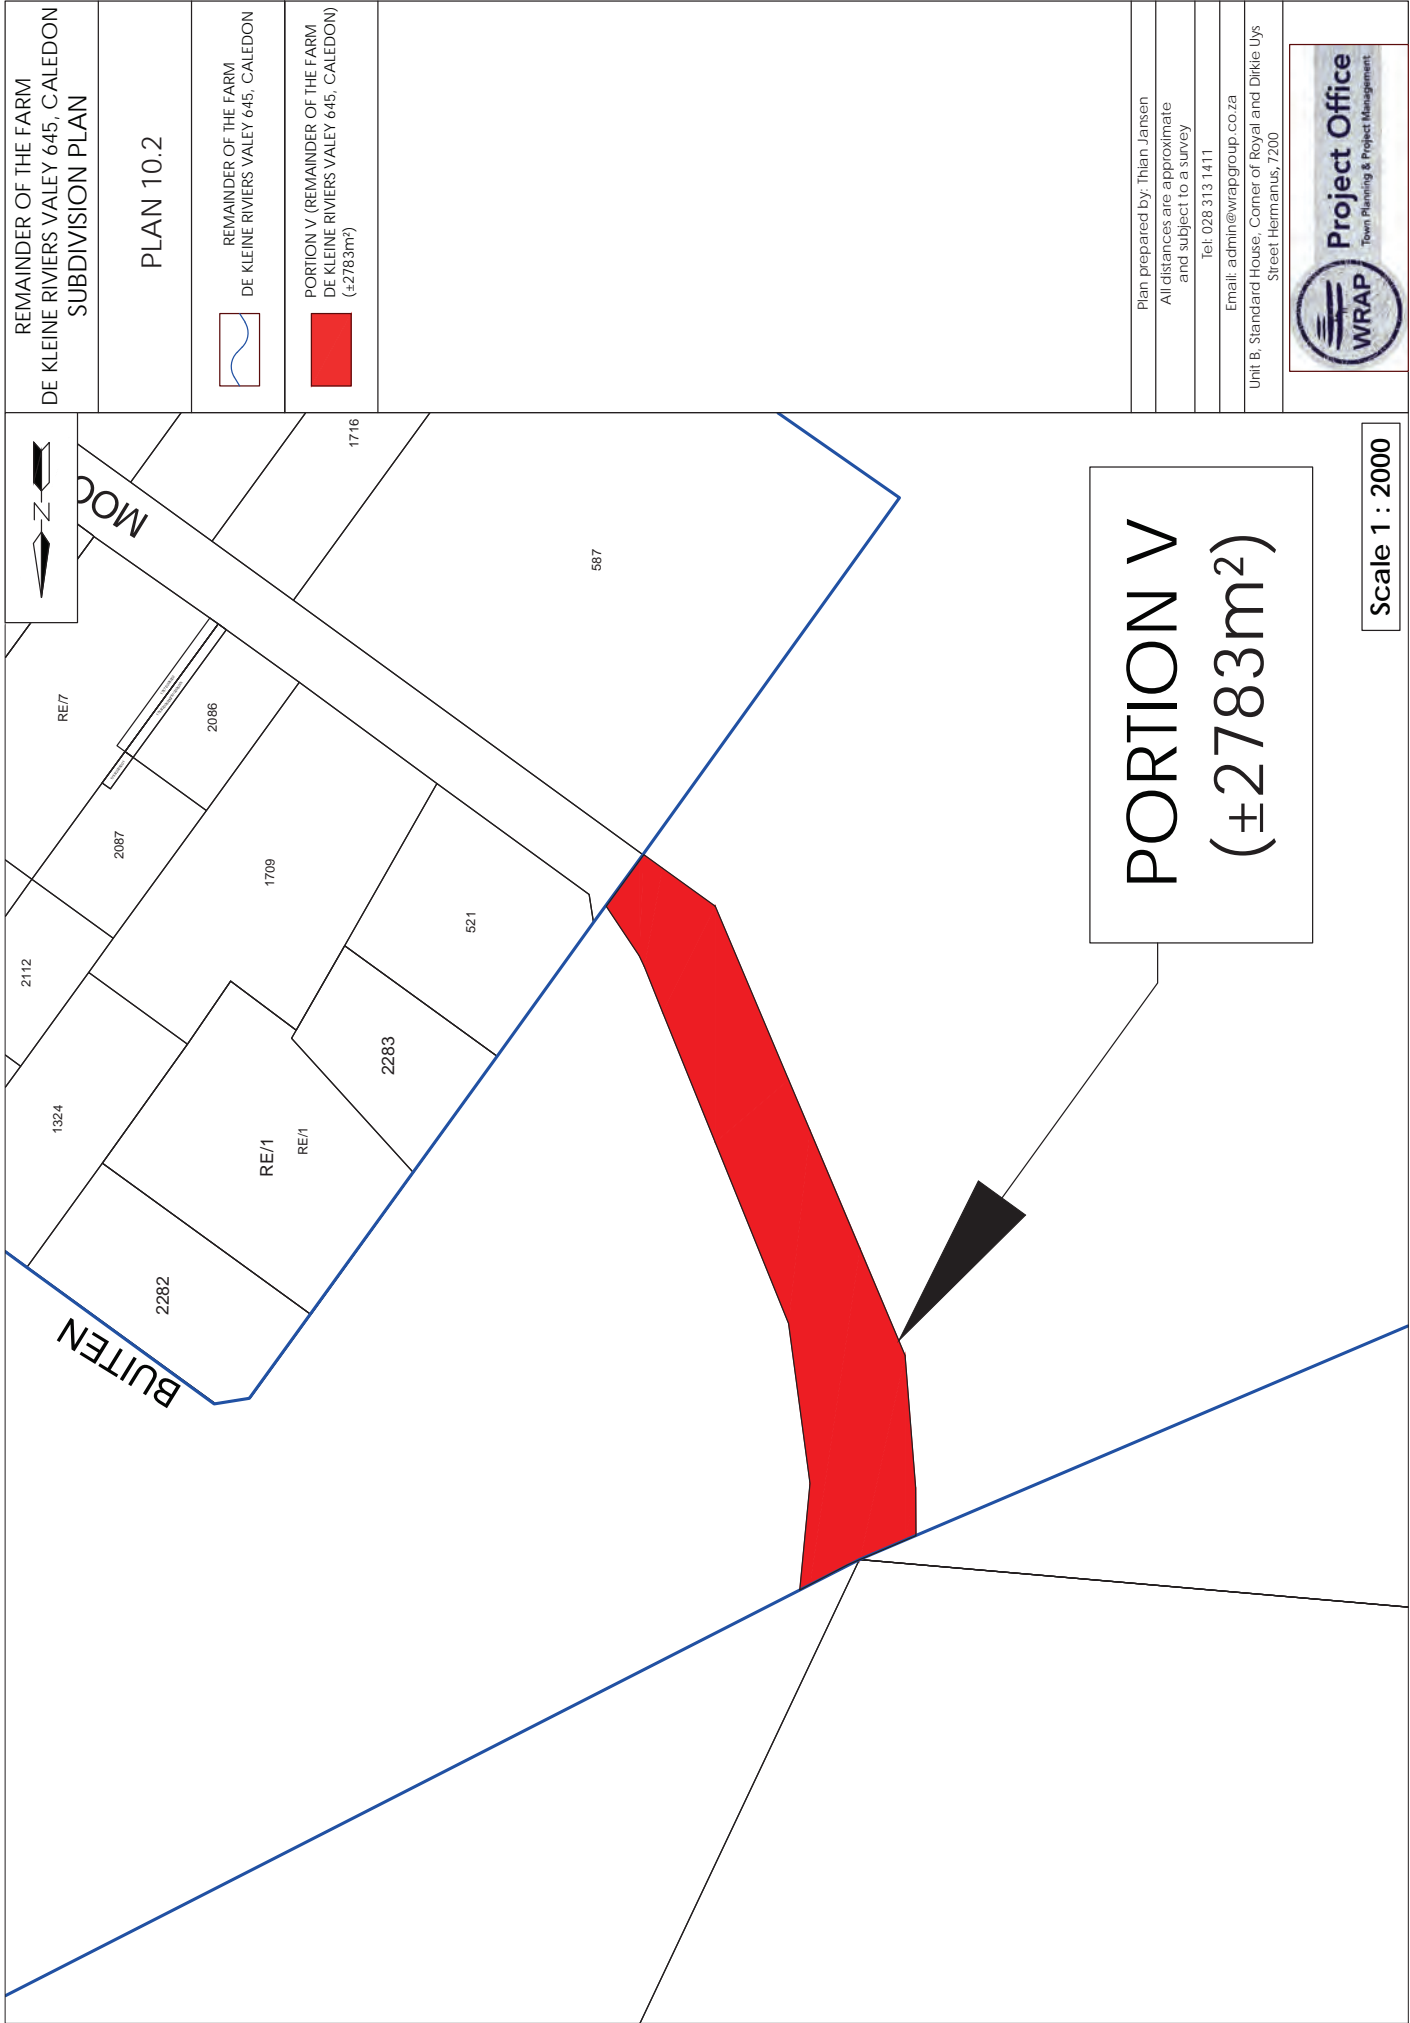 REMAINDER OF THE FARM
DE KLEINE RIVIERS VALEY 645, CALEDON
SUBDIVISION PLAN
PLAN 10.2
REMAINDER OF THE FARM
DE KLEINE RIVIERS VALEY 645, CALEDON
PORTION V (REMAINDER OF THE FARM
DE KLEINE RIVIERS VALEY 645, CALEDON)
(±2783m²)
Plan prepared by: Thian Jansen
All distances are approximate
and subject to a survey
Tel: 028 313 1411
Email: admin@wrapgroup.co.za
Unit B, Standard House, Corner of Royal and Dirkie Uys
Street Hermanus, 7200
WRAP
Project Office
Town Planning & Project Management
N
MOO
1716
587
RE/7
2086
2087
1709
521
2112
2283
1324
RE/1
RE/1
2282
BUITEN
PORTION V
(±2783m²)
Scale 1 : 2000